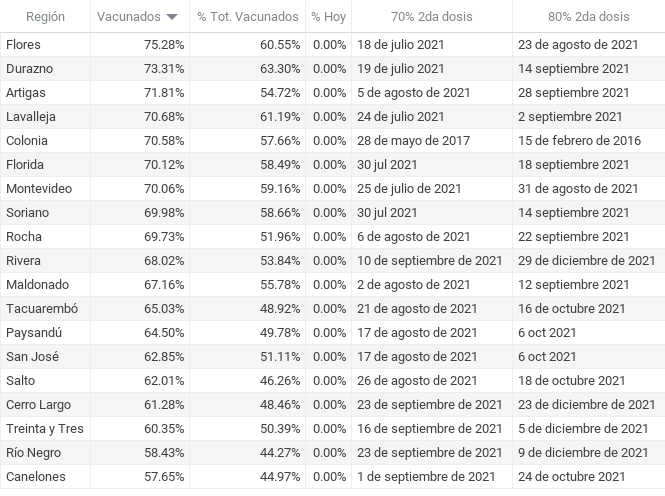 Región Vacunados % Tot. Vacunados % Hoy 70% 2da dosis 80% 2da dosis
Flores 75.28% 60.55% 0.00% 18 de julio 2021 23 de agosto de 2021
Durazno 73.31% 63.30% 0.00% 19 de julio 2021 14 septiembre 2021
Artigas 71.81% 54.72% 0.00% 5 de agosto de 2021 28 septiembre 2021
Lavalleja 70.68% 61.19% 0.00% 24 de julio 2021 2 septiembre 2021
Colonia 70.58% 57.66% 0.00% 28 de mayo de 2017 15 de febrero de 2016
Florida 70.12% 58.49% 0.00% 30 jul 2021 18 septiembre 2021
Montevideo 70.06% 59.16% 0.00% 25 de julio de 2021 31 de agosto de 2021
Soriano 69.98% 58.66% 0.00% 30 jul 2021 14 septiembre 2021
Rocha 69.73% 51.96% 0.00% 6 de agosto de 2021 22 septiembre 2021
Rivera 68.02% 53.84% 0.00% 10 de septiembre de 2021 29 de diciembre de 2021
Maldonado 67.16% 55.78% 0.00% 2 de agosto de 2021 12 septiembre 2021
Tacuarembó 65.03% 48.92% 0.00% 21 de agosto de 2021 16 de octubre 2021
Paysandú 64.50% 49.78% 0.00% 17 de agosto de 2021 6 oct 2021
San José 62.85% 51.11% 0.00% 17 de agosto de 2021 6 oct 2021
Salto 62.01% 46.26% 0.00% 26 de agosto de 2021 18 de octubre 2021
Cerro Largo 61.28% 48.46% 0.00% 23 de septiembre de 2021 23 de diciembre de 2021
Treinta y Tres 60.35% 50.39% 0.00% 16 de septiembre de 2021 5 de diciembre de 2021
Río Negro 58.43% 44.27% 0.00% 23 de septiembre de 2021 9 de diciembre de 2021
Canelones 57.65% 44.97% 0.00% 1 de septiembre de 2021 24 de octubre 2021